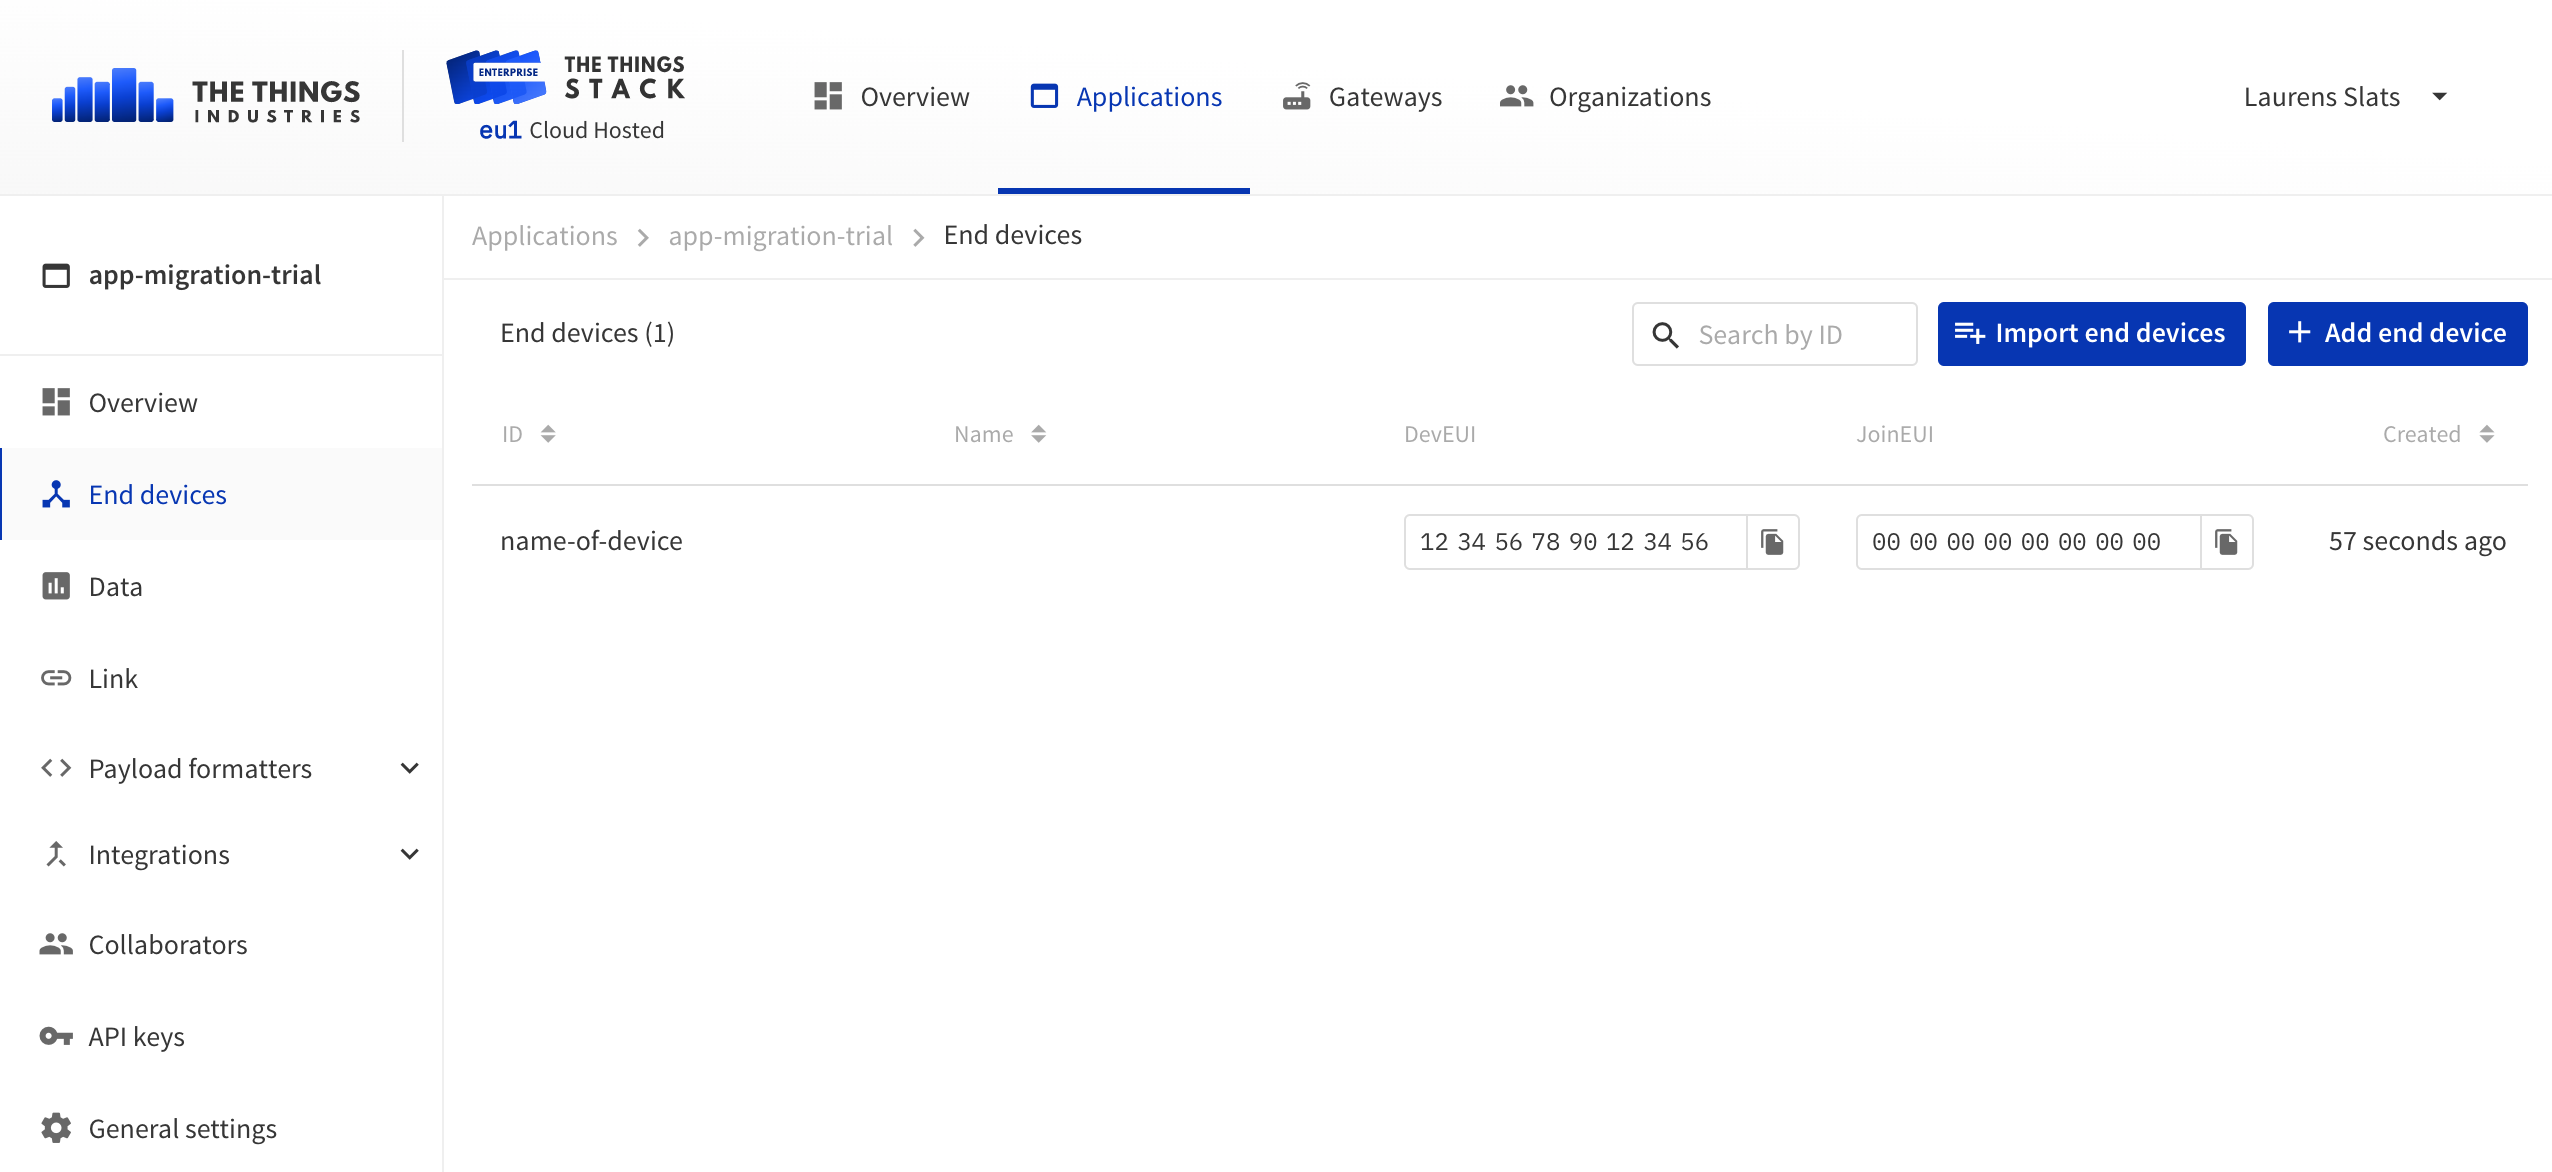 THE THINGS
INDUSTRIES
ENTERPRISE
THE THINGS
STACK
eu1 Cloud Hosted
Overview
Applications
Gateways
Organizations
Laurens Slats
app-migration-trial
Overview
End devices
Data
Link
Payload formatters
Integrations
Collaborators
API keys
General settings
Applications > app-migration-trial > End devices
End devices (1)
Search by ID
Import end devices
+ Add end device
ID Name DevEUI JoinEUI Created
name-of-device 12 34 56 78 90 12 34 56 00 00 00 00 00 00 00 00 57 seconds ago